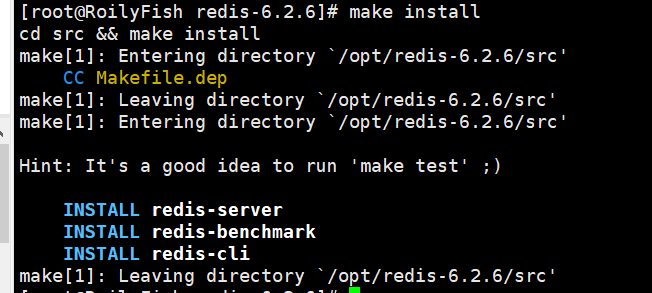 [root@RoilyFish redis-6.2.6]# make install
cd src && make install
make[1]: Entering directory `/opt/redis-6.2.6/src'
CC Makefile.dep
make[1]: Leaving directory `/opt/redis-6.2.6/src'
make[1]: Entering directory `/opt/redis-6.2.6/src'
Hint: It's a good idea to run 'make test' ;)
INSTALL redis-server
INSTALL redis-benchmark
INSTALL redis-cli
make[1]: Leaving directory `/opt/redis-6.2.6/src'